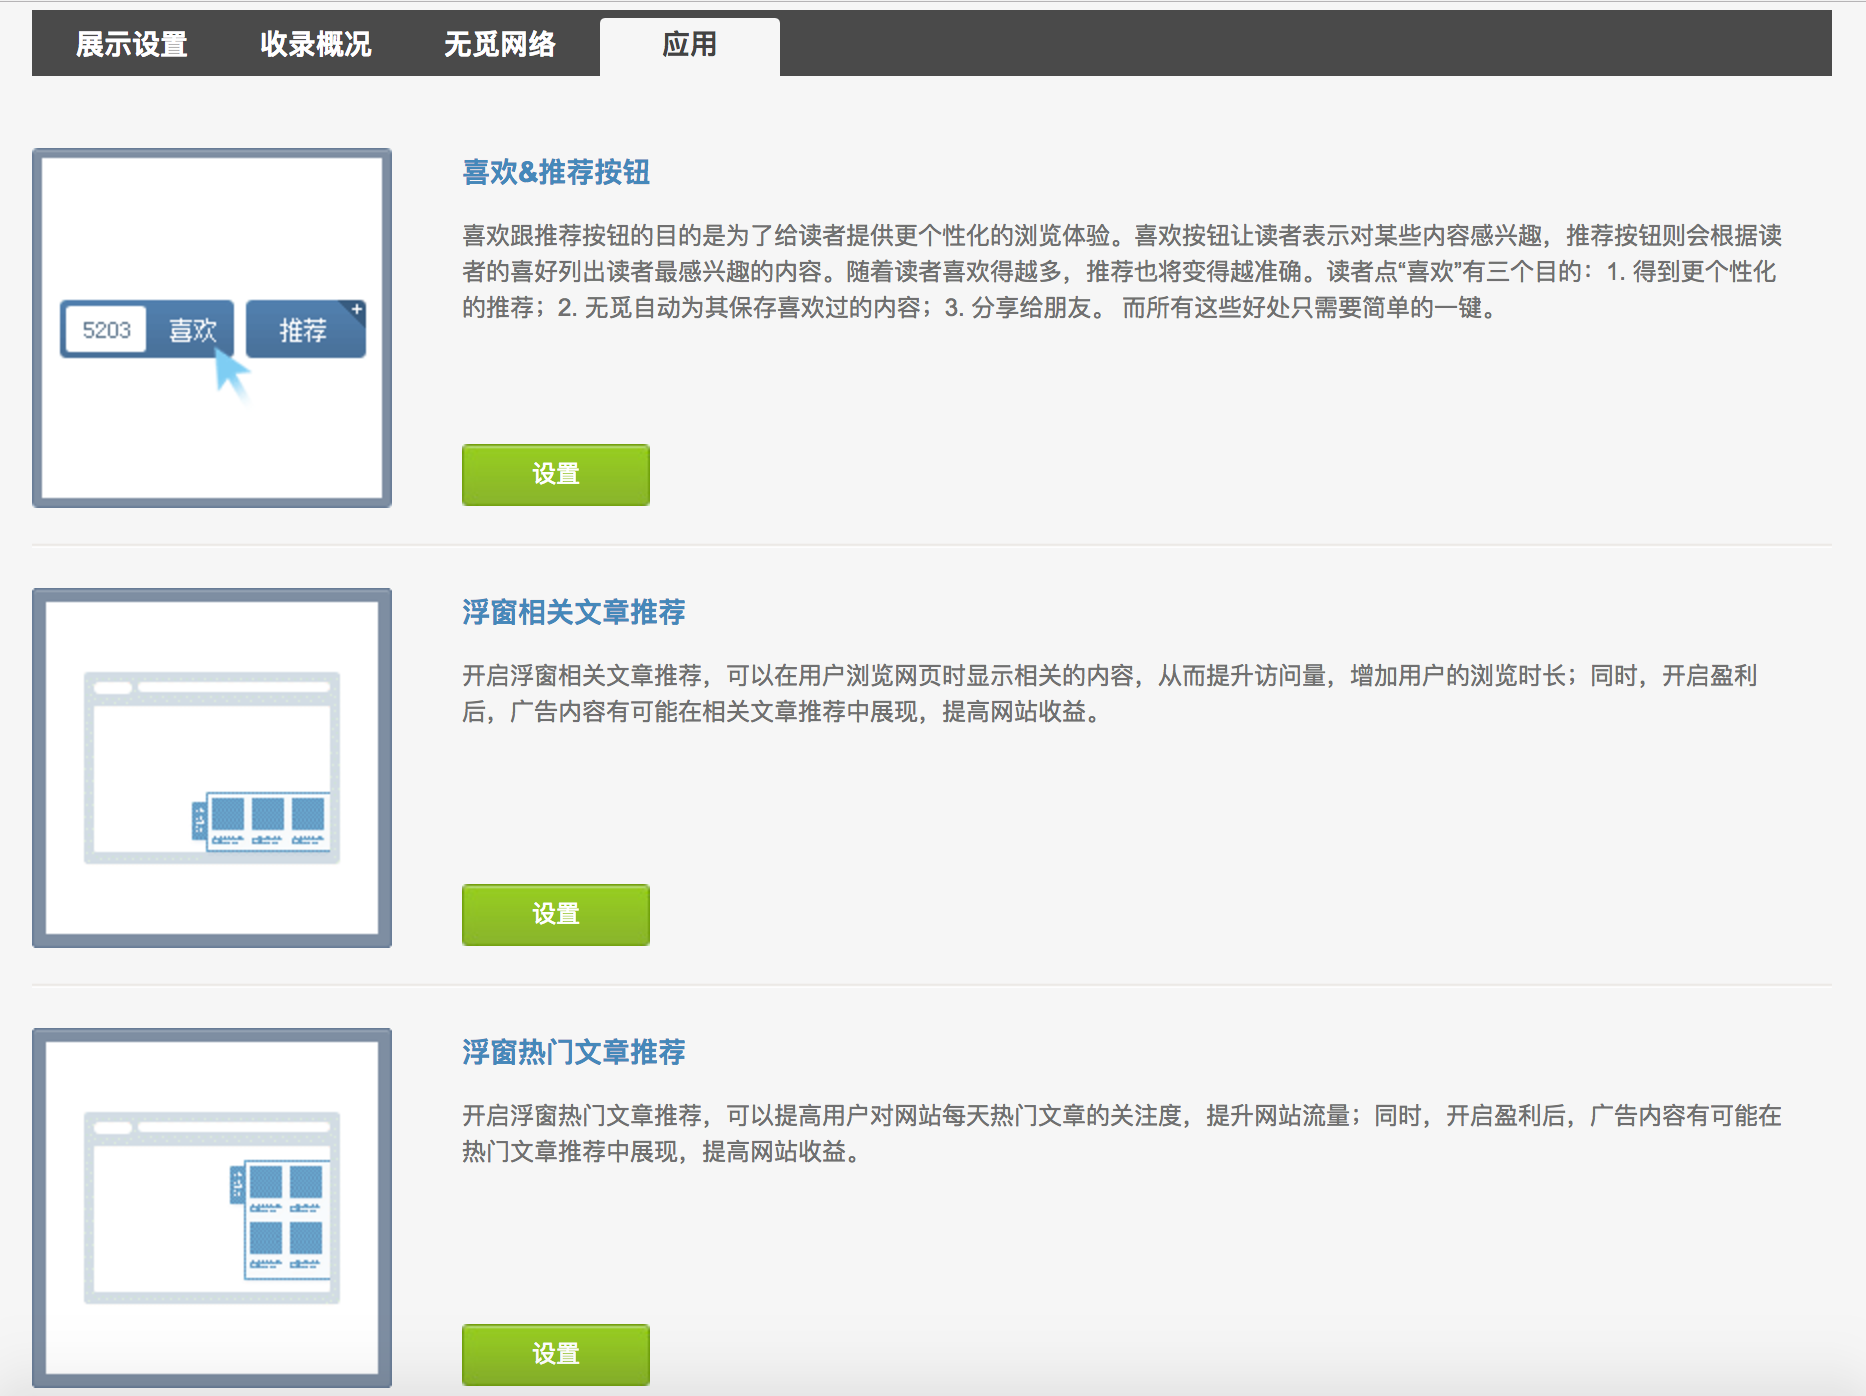 展示设置
收录概况
无觅网络
应用
喜欢&推荐按钮
喜欢跟推荐按钮的目的是为了给读者提供更个性化的浏览体验。喜欢按钮让读者表示对某些内容感兴趣，推荐按钮则会根据读
者的喜好列出读者最感兴趣的内容。随着读者喜欢得越多，推荐也将变得越准确。读者点“喜欢”有三个目的：1. 得到更个性化
的推荐；2. 无觅自动为其保存喜欢过的内容；3. 分享给朋友。 而所有这些好处只需要简单的一键。
5203
喜欢
推荐
+
设置
浮窗相关文章推荐
开启浮窗相关文章推荐，可以在用户浏览网页时显示相关的内容，从而提升访问量，增加用户的浏览时长；同时，开启盈利
后，广告内容有可能在相关文章推荐中展现，提高网站收益。
设置
浮窗热门文章推荐
开启浮窗热门文章推荐，可以提高用户对网站每天热门文章的关注度，提升网站流量；同时，开启盈利后，广告内容有可能在
热门文章推荐中展现，提高网站收益。
设置